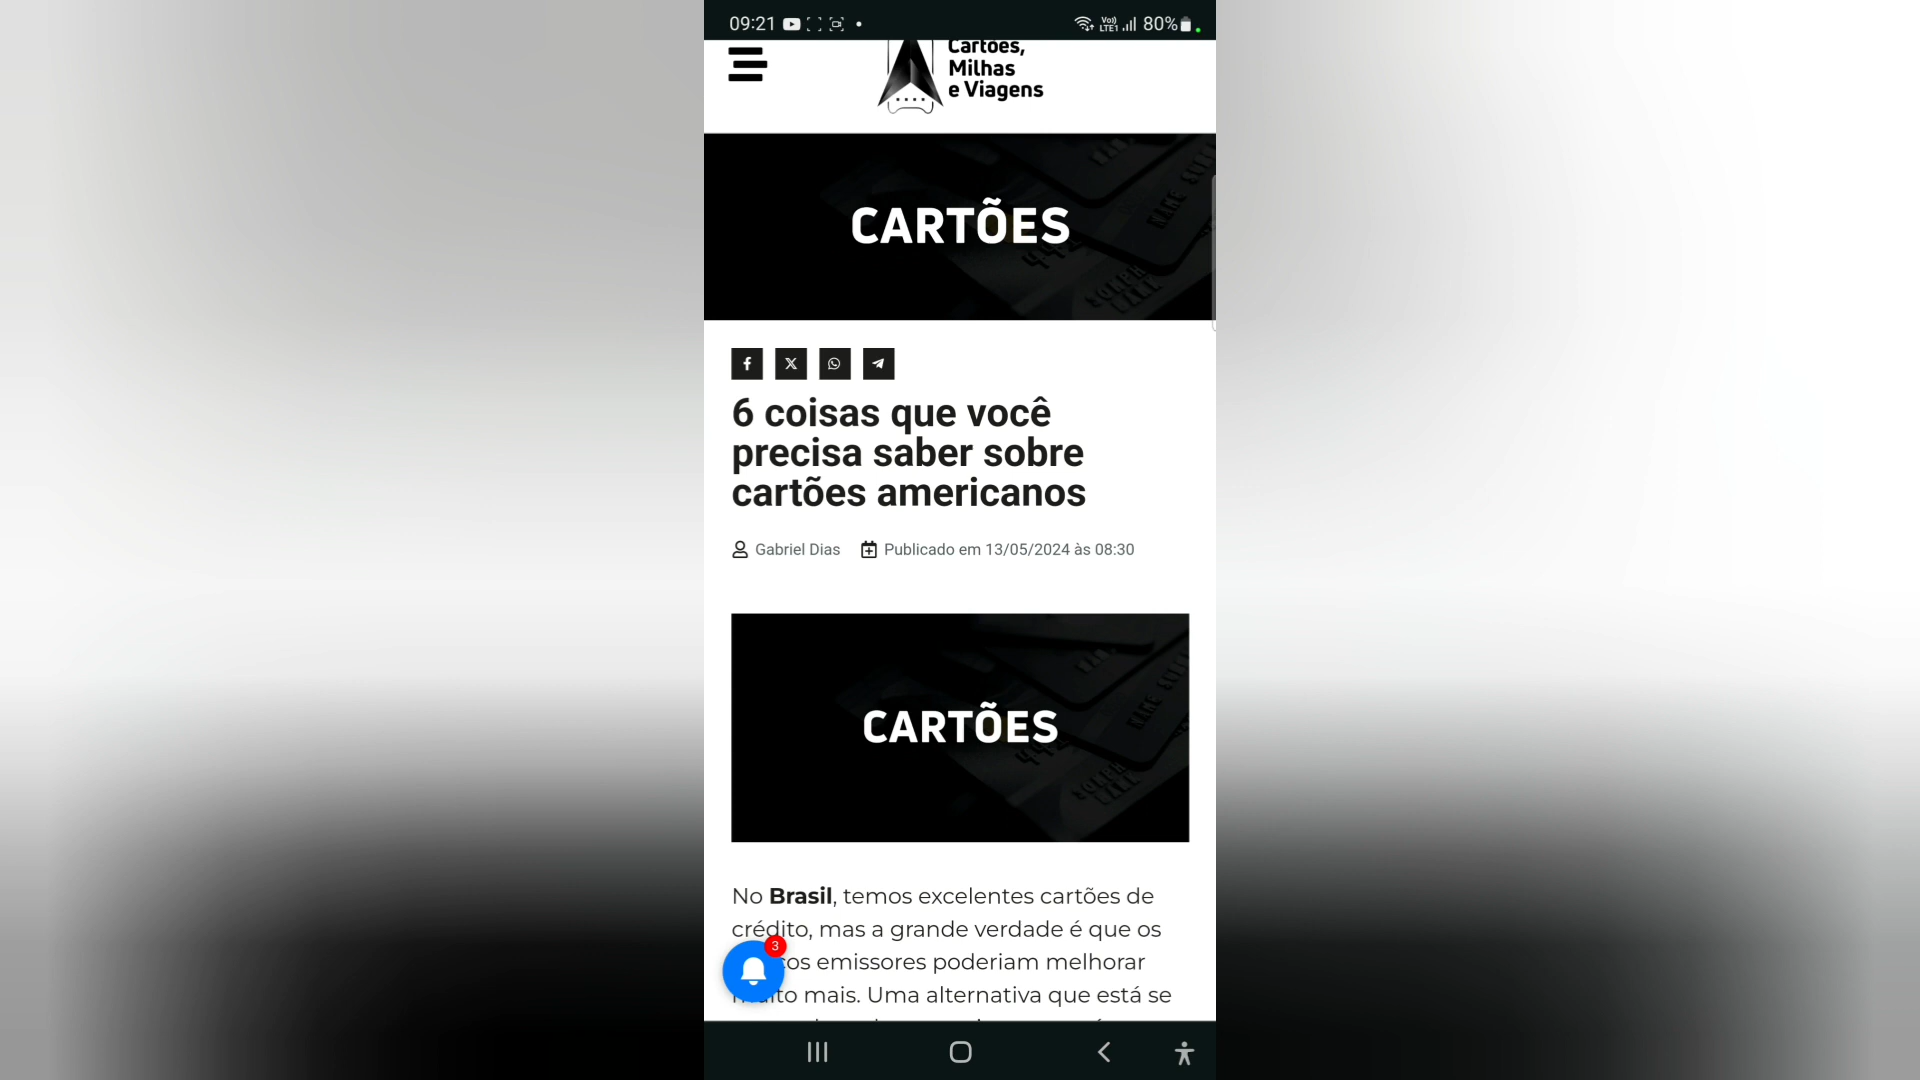 09:21
Vo))
LTE1
80%
Cartões,
Milhas
e Viagens
CARTÕES
6 coisas que você
precisa saber sobre
cartões americanos
Gabriel Dias
Publicado em 13/05/2024 às 08:30
CARTÕES
No Brasil, temos excelentes cartões de
crédito, mas a grande verdade é que os
emissores poderiam melhorar
3
mais. Uma alternativa que está se